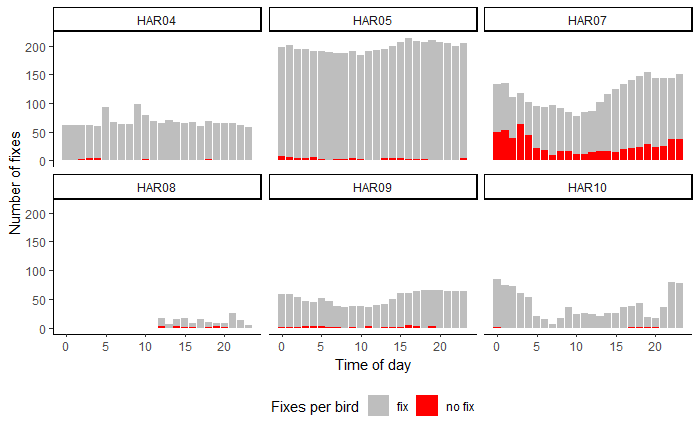 HAR04 HAR05 HAR07
200
150
100
50
0
HAR08 HAR09 HAR10
200
150
100
50
0
0 5 10 15 20 0 5 10 15 20 0 5 10 15 20
Number of fixes
Time of day
Fixes per bird fix no fix